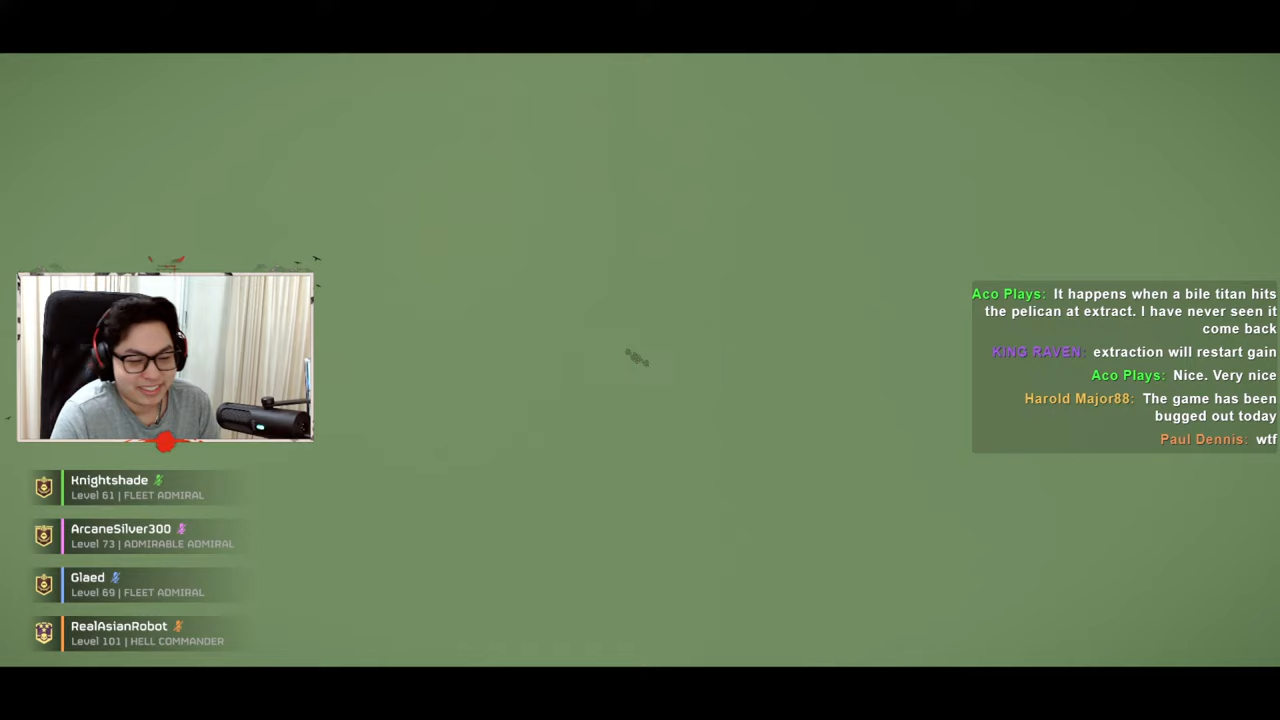 Aco Plays: It happens when a bile titan hits
the pelican at extract. I have never seen it
come back
KING RAVEN: extraction will restart gain
Aco Plays: Nice. Very nice
Harold Major88: The game has been
bugged out today
Paul Dennis: wtf
Knightshade
Level 61 | FLEET ADMIRAL
ArcaneSilver300
Level 73 | ADMIRABLE ADMIRAL
Glaed
Level 69 | FLEET ADMIRAL
RealAsianRobot
Level 101 | HELL COMMANDER